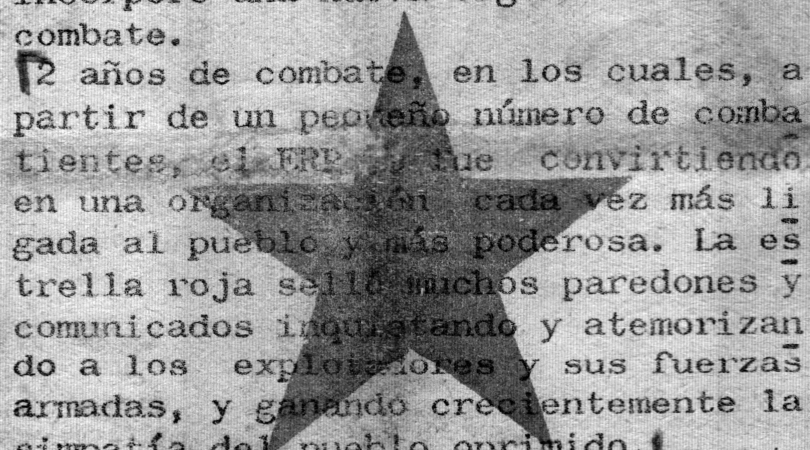 combate.
2 años de combate, en los cuales, a
partir de un pequeño número de comba
tientes, el ERP se fue convirtiendo
en una organización cada vez más li
gada al pueblo y más poderosa. La es
trella roja selló muchos paredones y
comunicados inquietando y atemorizan
do a los explotadores y sus fuerzas
armadas, y ganando crecientemente la
simpatía del pueblo oprimido.